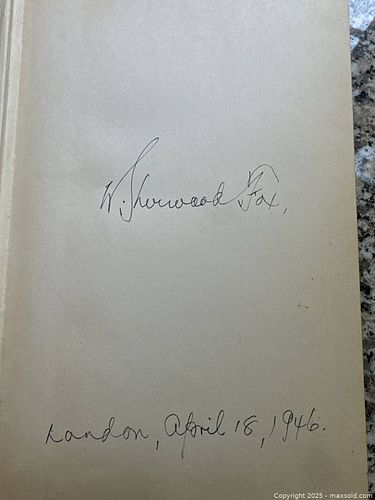 W. Sherwood Fox,
London, April 18, 1946.
Copyright 2025 - maxsold.com